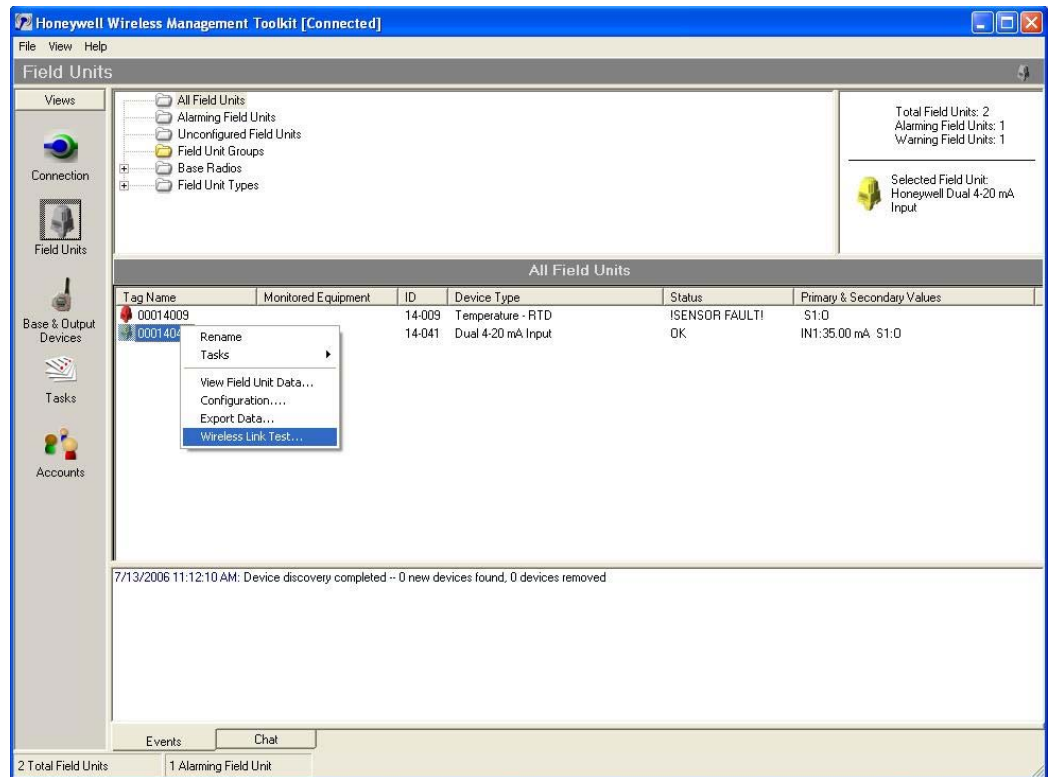 Honeywell Wireless Management Toolkit [Connected]
File View Help
Field Units
Views
Connection
Field Units
Base & Output
Devices
Tasks
Accounts
All Field Units
Alarming Field Units
Unconfigured Field Units
Field Unit Groups
Base Radios
Field Unit Types
Total Field Units: 2
Alarming Field Units: 1
Warning Field Units: 1
Selected Field Unit:
Honeywell Dual 4-20 mA
Input
All Field Units
Tag Name Monitored Equipment ID Device Type Status Primary & Secondary Values
00014009 14-009 Temperature - RTD !SENSOR FAULT! S1:O
0001404 14-041 Dual 4-20 mA Input OK IN1:35.00 mA S1:O
Rename
Tasks
View Field Unit Data...
Configuration....
Export Data...
Wireless Link Test...
7/13/2006 11:12:10 AM: Device discovery completed -- 0 new devices found, 0 devices removed
Events Chat
2 Total Field Units 1 Alarming Field Unit